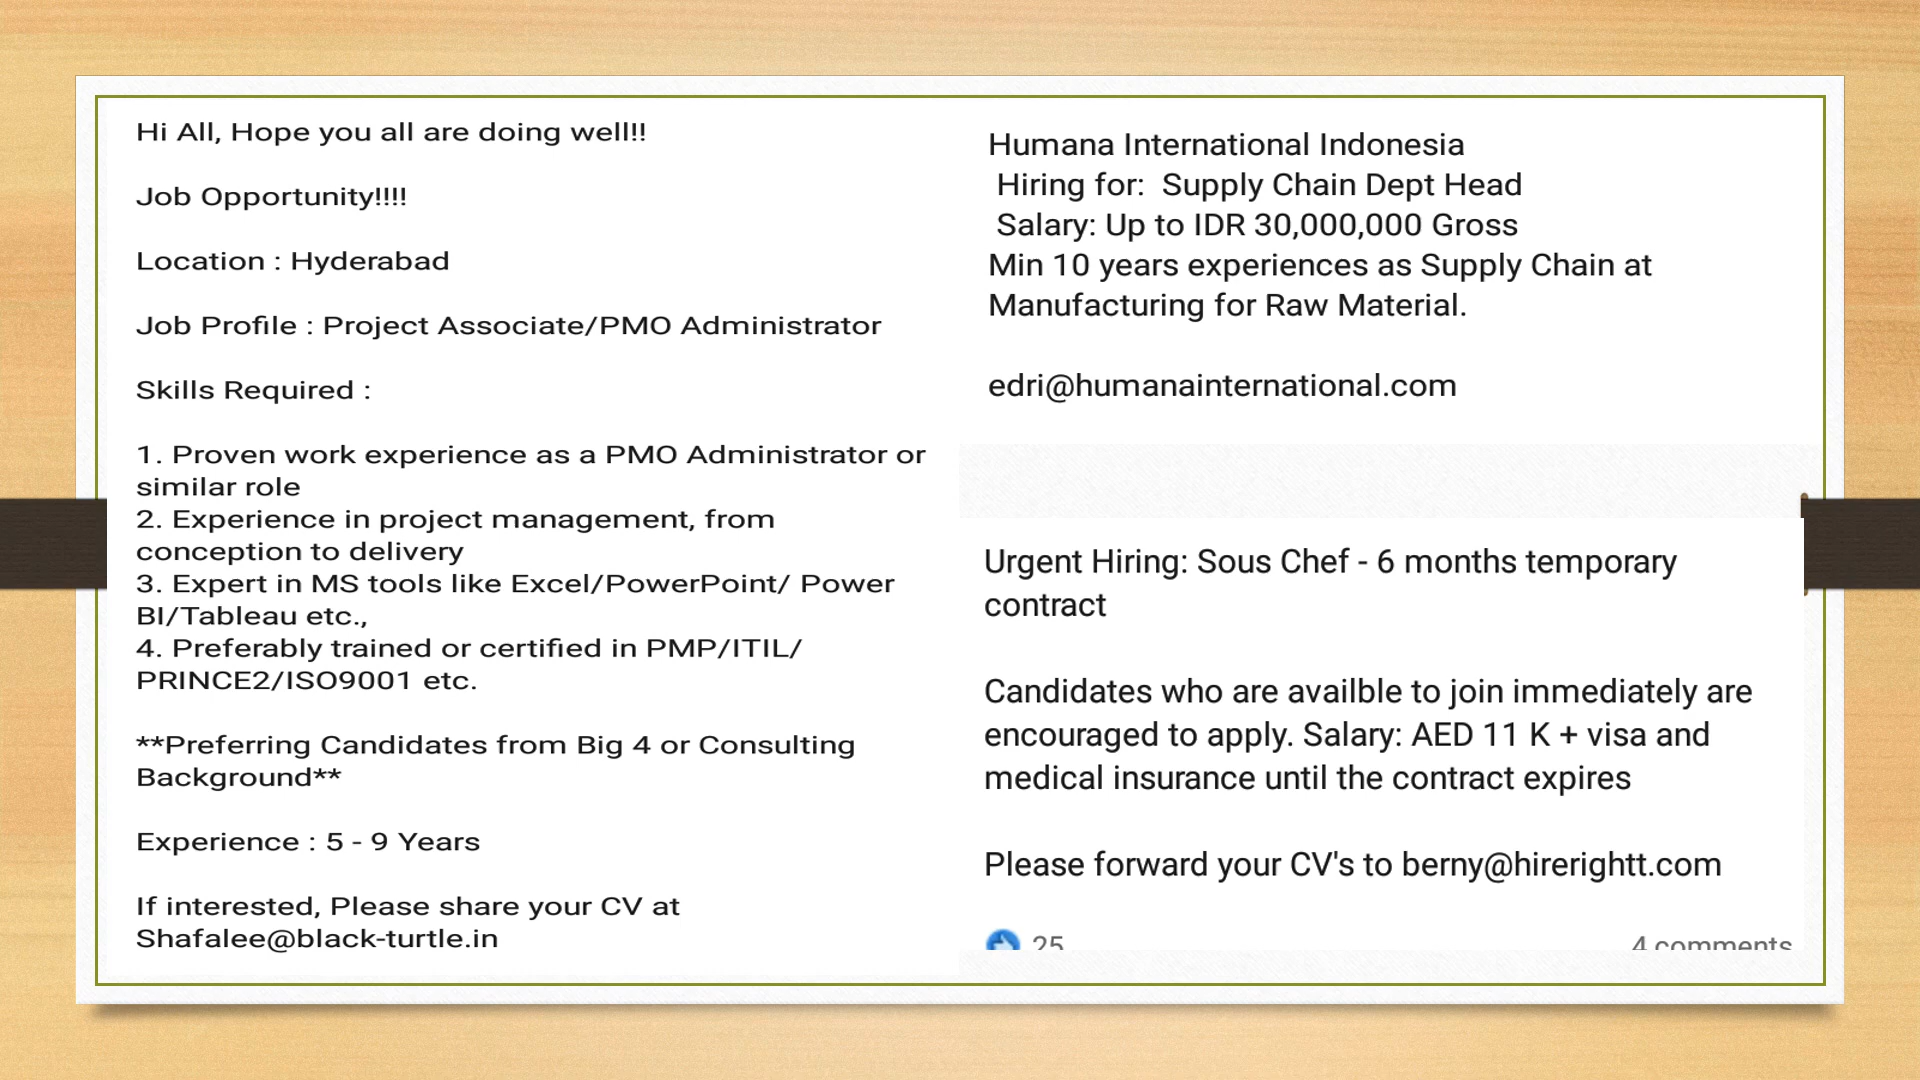 Hi All, Hope you all are doing well!!
Job Opportunity!!!!
Location : Hyderabad
Job Profile : Project Associate/PMO Administrator
Skills Required :
1. Proven work experience as a PMO Administrator or
similar role
2. Experience in project management, from
conception to delivery
3. Expert in MS tools like Excel/PowerPoint/ Power
BI/Tableau etc.,
4. Preferably trained or certified in PMP/ITIL/
PRINCE2/ISO9001 etc.
**Preferring Candidates from Big 4 or Consulting
Background**
Experience : 5 - 9 Years
If interested, Please share your CV at
Shafalee@black-turtle.in
Humana International Indonesia
Hiring for:  Supply Chain Dept Head
Salary: Up to IDR 30,000,000 Gross
Min 10 years experiences as Supply Chain at
Manufacturing for Raw Material.
edri@humanainternational.com
Urgent Hiring: Sous Chef - 6 months temporary
contract
Candidates who are availble to join immediately are
encouraged to apply. Salary: AED 11 K + visa and
medical insurance until the contract expires
Please forward your CV's to berny@hirerightt.com
25
4 comments